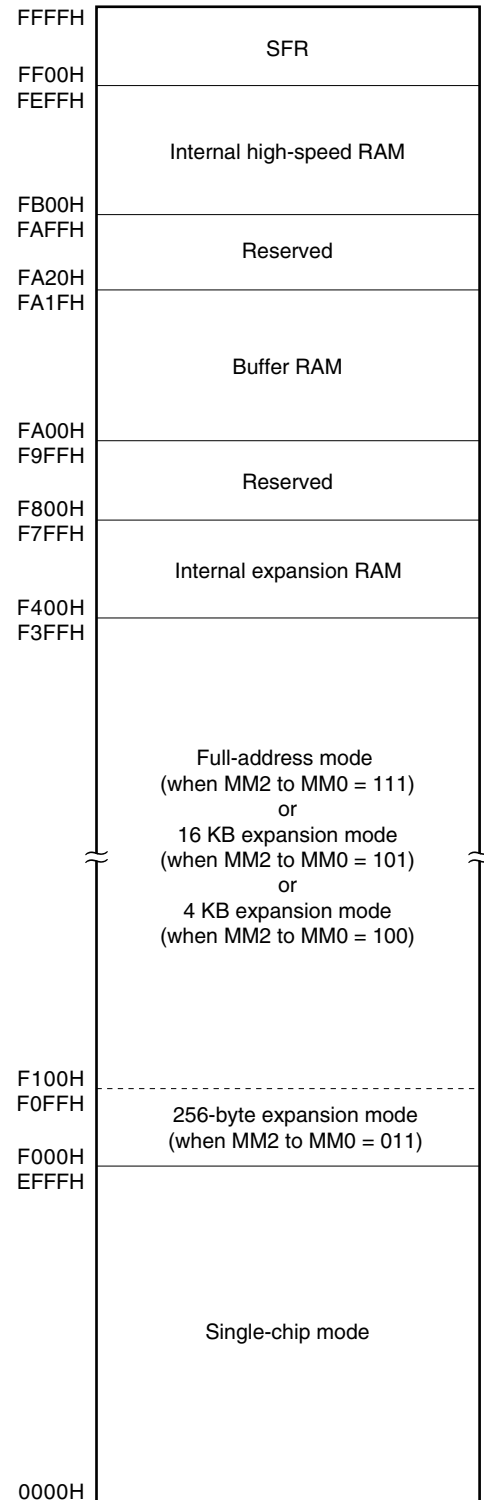 FFFFH
SFR
FF00H
FEFFH
Internal high-speed RAM
FB00H
FAFFH
Reserved
FA20H
FA1FH
Buffer RAM
FA00H
F9FFH
Reserved
F800H
F7FFH
Internal expansion RAM
F400H
F3FFH
Full-address mode
(when MM2 to MM0 = 111)
or
16 KB expansion mode
(when MM2 to MM0 = 101)
or
4 KB expansion mode
(when MM2 to MM0 = 100)
F100H
F0FFH
256-byte expansion mode
(when MM2 to MM0 = 011)
F000H
EFFFH
Single-chip mode
0000H